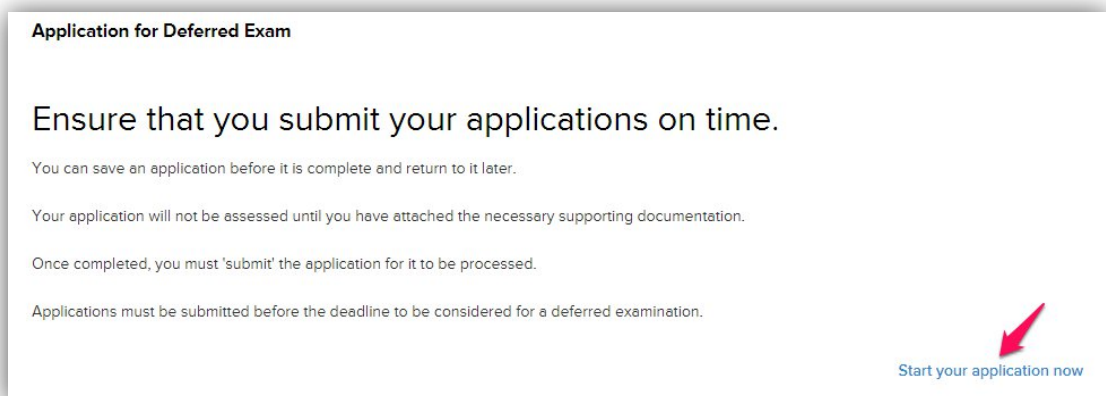 Application for Deferred Exam
Ensure that you submit your applications on time.
You can save an application before it is complete and return to it later.
Your application will not be assessed until you have attached the necessary supporting documentation.
Once completed, you must 'submit' the application for it to be processed.
Applications must be submitted before the deadline to be considered for a deferred examination.
Start your application now